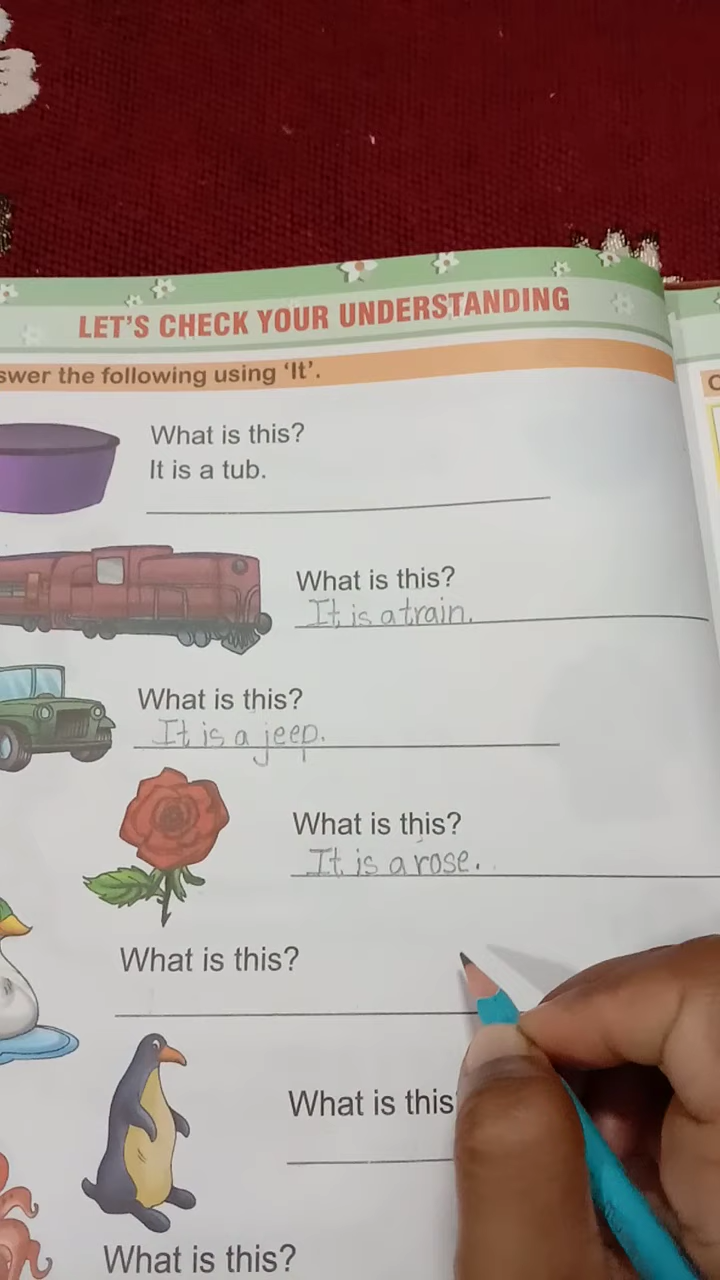 LET'S CHECK YOUR UNDERSTANDING
swer the following using 'It'.
What is this?
It is a tub.
What is this?
It is a train.
What is this?
It is a jeep.
What is this?
It is a rose.
What is this?
What is this
What is this?